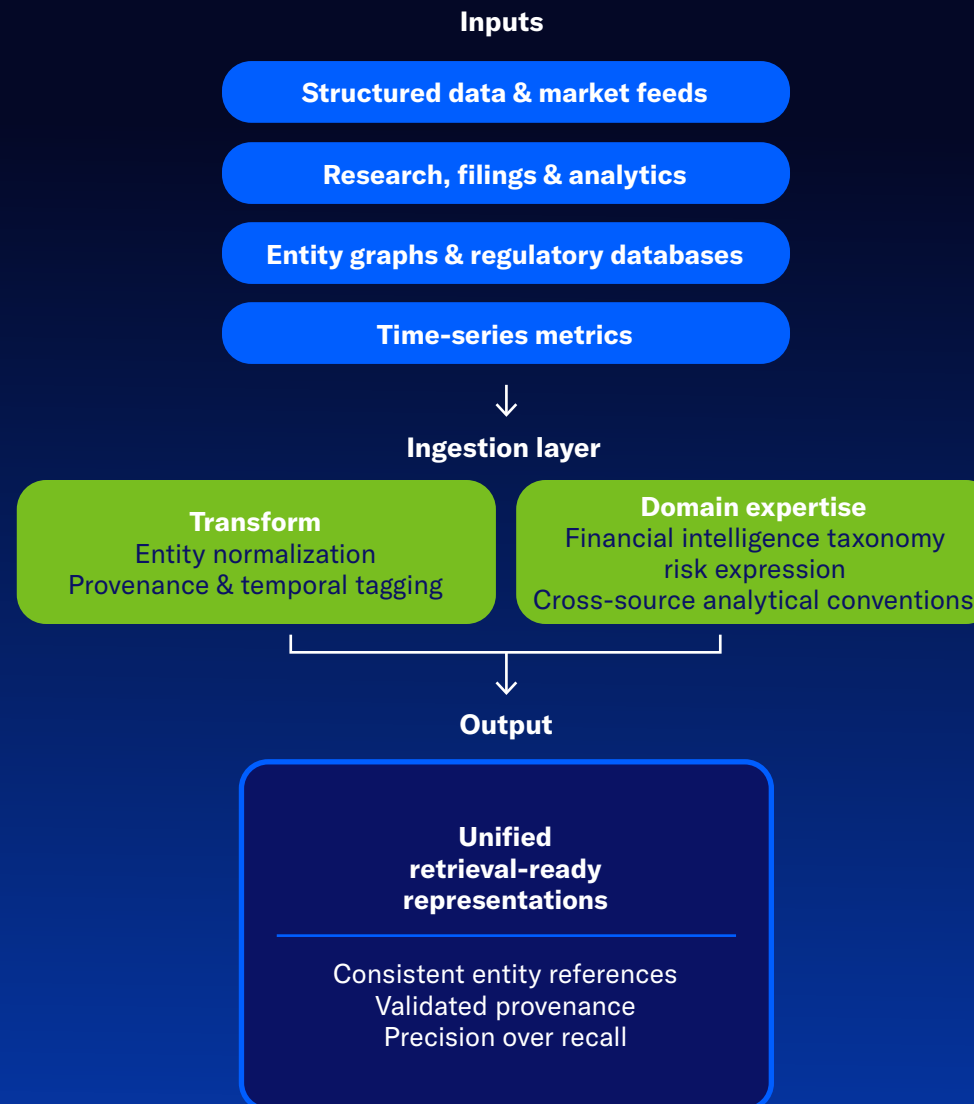 Inputs
Structured data & market feeds
Research, filings & analytics
Entity graphs & regulatory databases
Time-series metrics
Ingestion layer
Transform
Entity normalization
Provenance & temporal tagging
Domain expertise
Financial intelligence taxonomy
risk expression
Cross-source analytical conventions
Output
Unified
retrieval-ready
representations
Consistent entity references
Validated provenance
Precision over recall